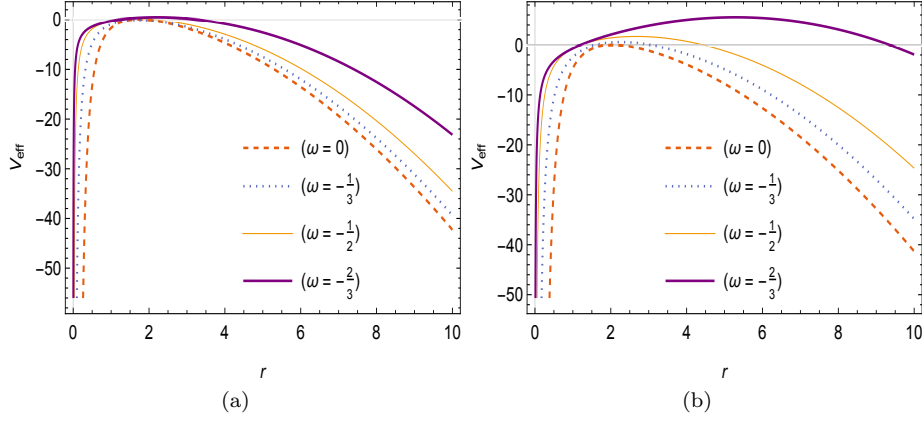 0
−10
−20
−30
−40
−50
V_eff
(ω = 0)
(ω = −1/3)
(ω = −1/2)
(ω = −2/3)
0 2 4 6 8 10
r
(a)
0
−10
−20
−30
−40
−50
V_eff
(ω = 0)
(ω = −1/3)
(ω = −1/2)
(ω = −2/3)
0 2 4 6 8 10
r
(b)